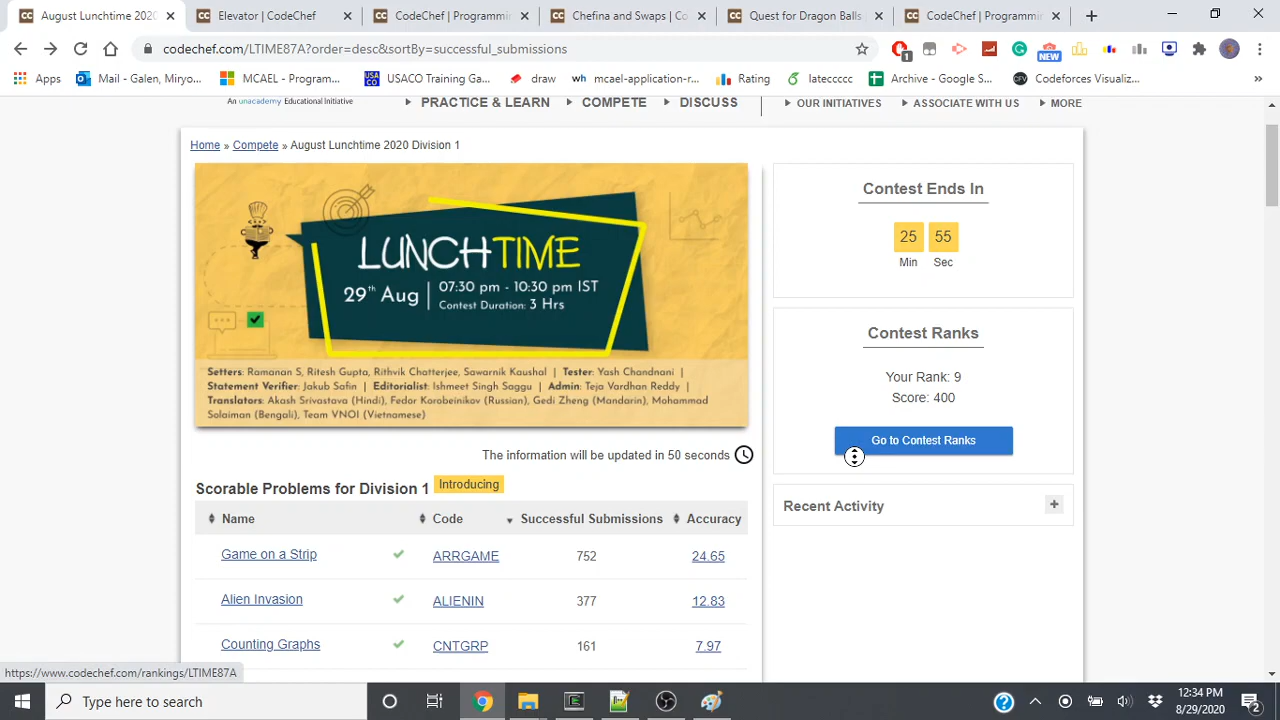 August Lunchtime 202
Elevator | CodeChef
CodeChef | Programmin
Chefina and Swaps | Co
Quest for Dragon Balls
CodeChef | Programmin
codechef.com/LTIME87A?order=desc&sortBy=successful_submissions
1
NEW
Apps
Mail - Galen, Miryo...
MCAEL - Program...
USACO Training Ga...
draw
wh mcael-application-r...
Rating
lateccccc
Archive - Google S...
Codeforces Visualiz...
An unacademy Educational Initiative
PRACTICE & LEARN
COMPETE
DISCUSS
OUR INITIATIVES
ASSOCIATE WITH US
MORE
Home » Compete » August Lunchtime 2020 Division 1
LUNCHTIME
29th Aug | 07:30 pm - 10:30 pm IST
Contest Duration: 3 Hrs
Setters: Ramanan S, Ritesh Gupta, Rithvik Chatterjee, Sawarnik Kaushal | Tester: Yash Chandnani |
Statement Verifier: Jakub Safin | Editorialist: Ishmeet Singh Saggu | Admin: Teja Vardhan Reddy |
Translators: Akash Srivastava (Hindi), Fedor Korobeinikov (Russian), Gedi Zheng (Mandarin), Mohammad
Solaiman (Bengali), Team VNOI (Vietnamese)
Contest Ends In
25 55
Min Sec
Contest Ranks
Your Rank: 9
Score: 400
Go to Contest Ranks
Recent Activity +
The information will be updated in 50 seconds
Scorable Problems for Division 1 Introducing
Name Code Successful Submissions Accuracy
Game on a Strip ARRGAME 752 24.65
Alien Invasion ALIENIN 377 12.83
Counting Graphs CNTGRP 161 7.97
https://www.codechef.com/rankings/LTIME87A
Type here to search
12:34 PM
8/29/2020
2